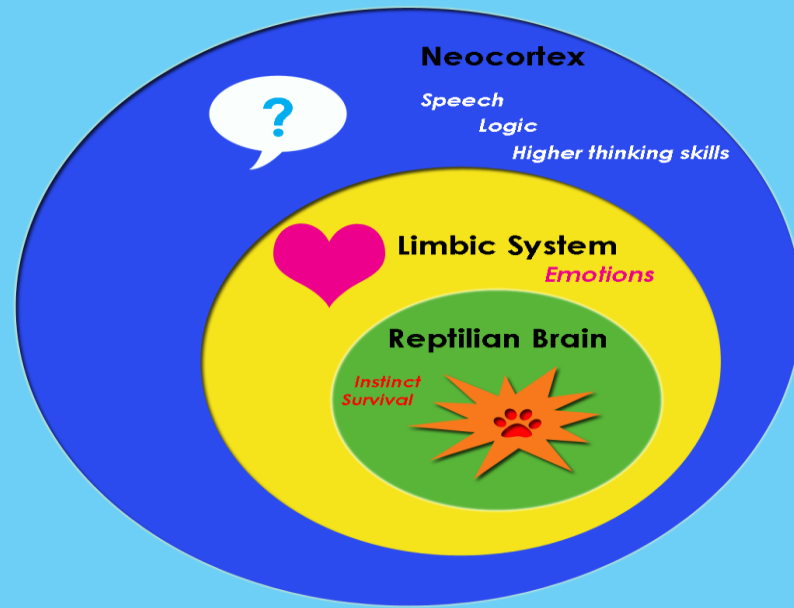 Neocortex
?
Speech
Logic
Higher thinking skills
Limbic System
Emotions
Reptilian Brain
Instinct
Survival